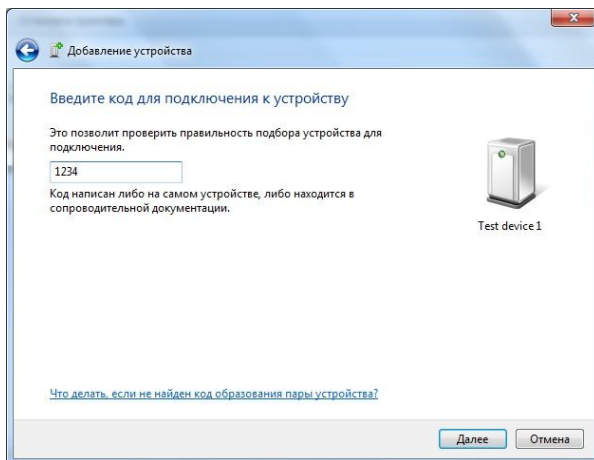 Добавление устройства
Введите код для подключения к устройству
Это позволит проверить правильность подбора устройства для
подключения.
1234
Код написан либо на самом устройстве, либо находится в
сопроводительной документации.
Test device 1
Что делать, если не найден код образования пары устройства?
Далее
Отмена